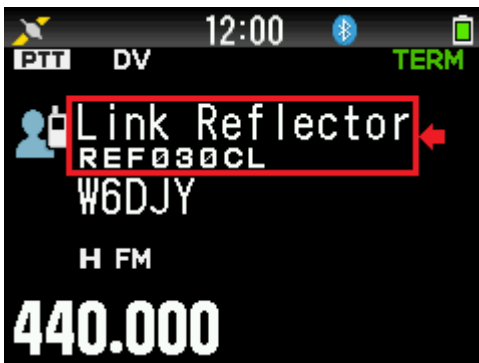 12:00
PTT DV TERM
Link Reflector
REF030CL
W6DJY
H FM
440.000